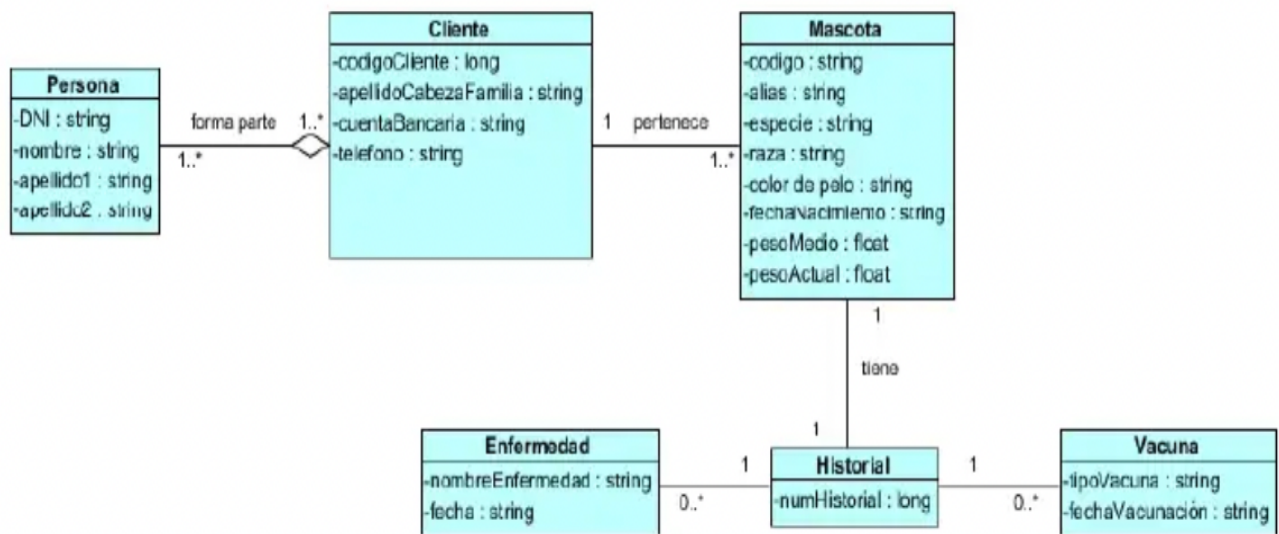 Persona
-DNI : string
-nombre : string
-apellido1 : string
-apellido2 : string
forma parte
1..*
1..*
Cliente
-codigoCliente : long
-apellidoCabezaFamilia : string
-cuentaBancaria : string
-telefono : string
1
pertenece
1..*
Mascota
-codigo : string
-alias : string
-especie : string
-raza : string
-color de pelo : string
-fechaNacimiento : string
-pesoMedio : float
-pesoActual : float
1
tiene
1
Enfermedad
-nombreEnfermedad : string
-fecha : string
1
0..*
Historial
-numHistorial : long
1
0..*
Vacuna
-tipoVacuna : string
-fechaVacunación : string